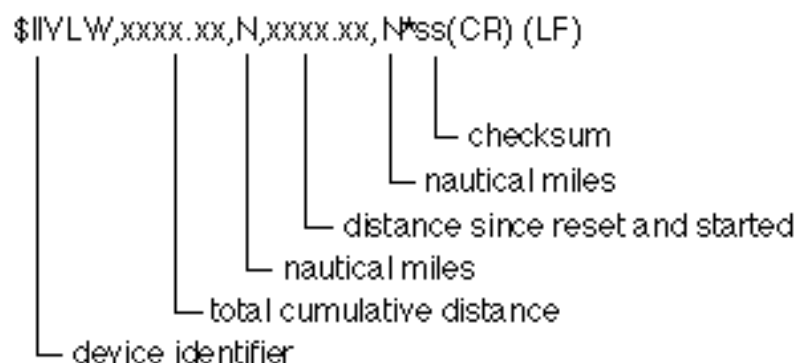 $IIVLW,xxxx.xx,N,xxxx.xx,N*ss(CR) (LF)
checksum
nautical miles
distance since reset and started
nautical miles
total cumulative distance
device identifier